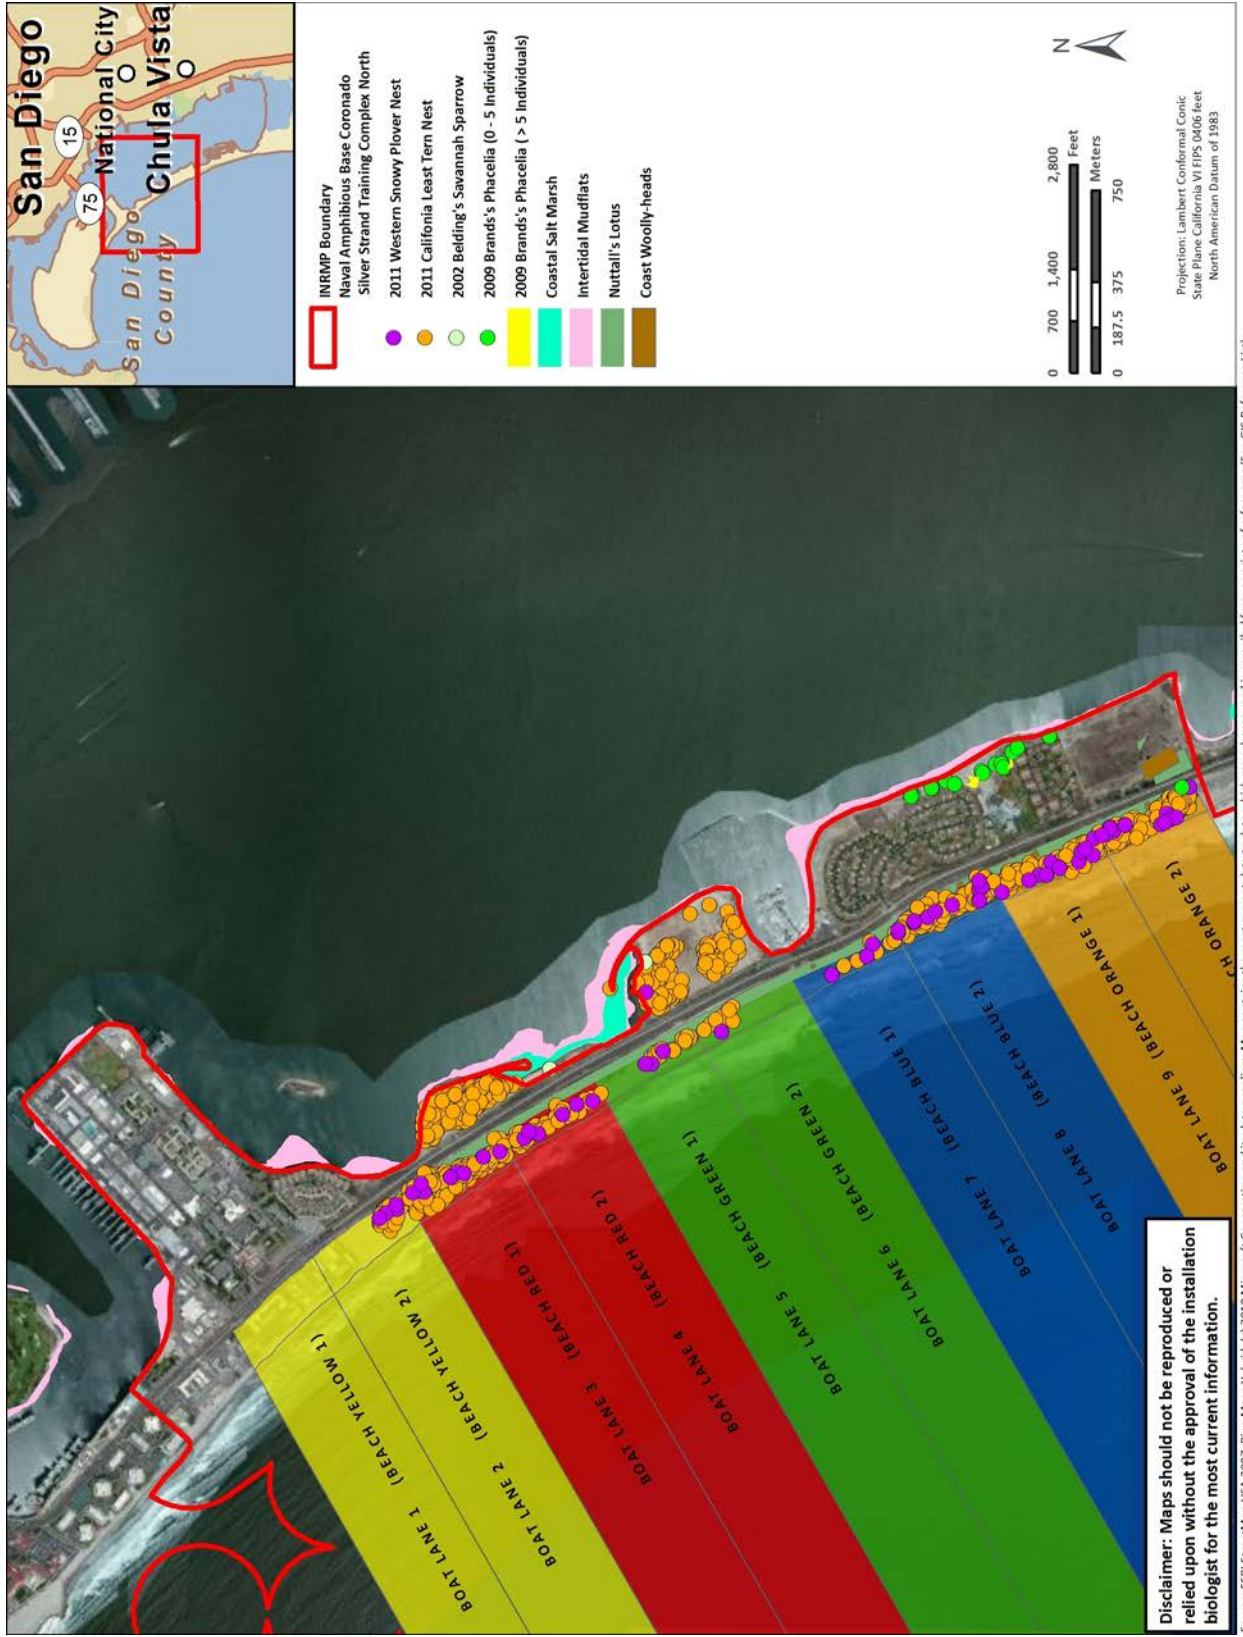 San Diego
National City
Chula Vista
15
75
San Diego
County
INRMP Boundary
Naval Amphibious Base Coronado
Silver Strand Training Complex North
2011 Western Snowy Plover Nest
2011 Califonia Least Tern Nest
2002 Belding's Savannah Sparrow
2009 Brands's Phacelia (0 - 5 Individuals)
2009 Brands's Phacelia ( > 5 Individuals)
Coastal Salt Marsh
Intertidal Mudflats
Nuttall's Lotus
Coast Woolly-heads
N
0 700 1,400 2,800
Feet
Meters
0 187.5 375 750
Projection: Lambert Conformal Conic
State Plane California VI FIPS 0406 feet
North American Datum of 1983
BOAT LANE 1 (BEACH YELLOW 1)
BOAT LANE 2 (BEACH YELLOW 2)
BOAT LANE 3 (BEACH RED 1)
BOAT LANE 4 (BEACH RED 2)
BOAT LANE 5 (BEACH GREEN 1)
BOAT LANE 6 (BEACH GREEN 2)
BOAT LANE 7 (BEACH BLUE 1)
BOAT LANE 8 (BEACH BLUE 2)
BOAT LANE 9 (BEACH ORANGE 1)
BOA CH ORANGE 2)
Disclaimer: Maps should not be reproduced or
relied upon without the approval of the installation
biologist for the most current information.